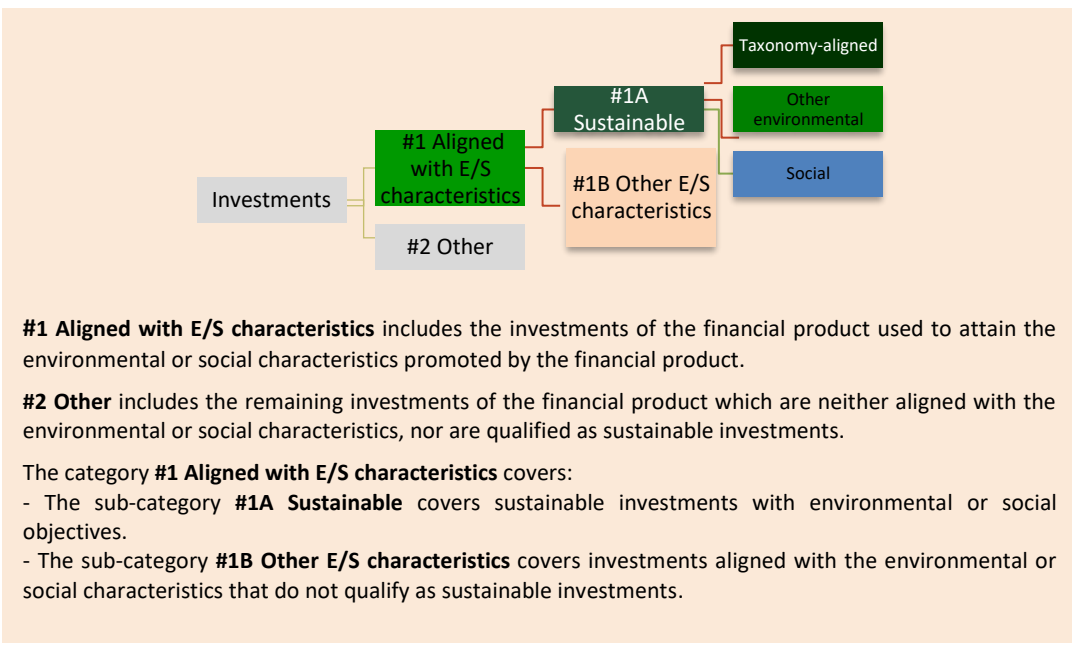 Taxonomy-aligned
#1A
Sustainable
Other
environmental
#1 Aligned
with E/S
characteristics
Social
#1B Other E/S
characteristics
Investments
#2 Other
#1 Aligned with E/S characteristics includes the investments of the financial product used to attain the
environmental or social characteristics promoted by the financial product.
#2 Other includes the remaining investments of the financial product which are neither aligned with the
environmental or social characteristics, nor are qualified as sustainable investments.
The category #1 Aligned with E/S characteristics covers:
- The sub-category #1A Sustainable covers sustainable investments with environmental or social
objectives.
- The sub-category #1B Other E/S characteristics covers investments aligned with the environmental or
social characteristics that do not qualify as sustainable investments.